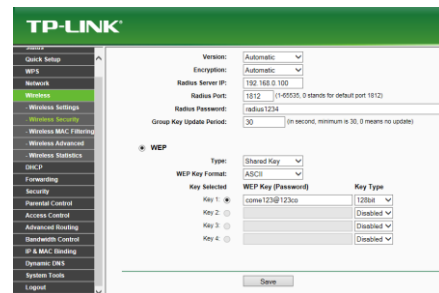 TP-LINK
Status
Quick Setup
WPS
Network
Wireless
- Wireless Settings
- Wireless Security
- Wireless MAC Filtering
- Wireless Advanced
- Wireless Statistics
DHCP
Forwarding
Security
Parental Control
Access Control
Advanced Routing
Bandwidth Control
IP & MAC Binding
Dynamic DNS
System Tools
Logout
Version: Automatic
Encryption: Automatic
Radius Server IP: 192.168.0.100
Radius Port: 1812 (1-65535, 0 stands for default port 1812)
Radius Password: radius1234
Group Key Update Period: 30 (in second, minimum is 30, 0 means no update)
WEP
Type: Shared Key
WEP Key Format: ASCII
Key Selected WEP Key (Password) Key Type
Key 1: come123@123co 128bit
Key 2: Disabled
Key 3: Disabled
Key 4: Disabled
Save